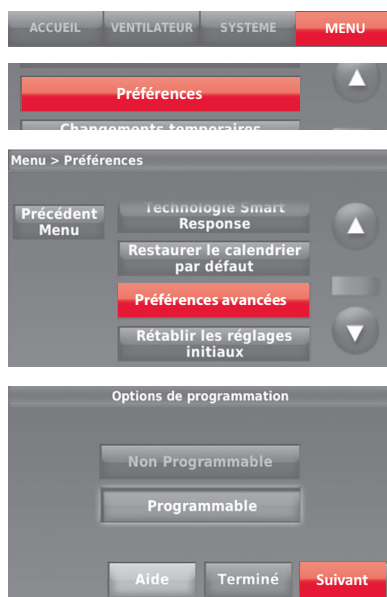 ACCUEIL VENTILATEUR SYSTEME MENU
Préférences
Changements temporaires
Menu > Préférences
Technologie Smart
Response
Précédent
Menu
Restaurer le calendrier
par défaut
Préférences avancées
Rétablir les réglages
initiaux
Options de programmation
Non Programmable
Programmable
Aide Terminé Suivant